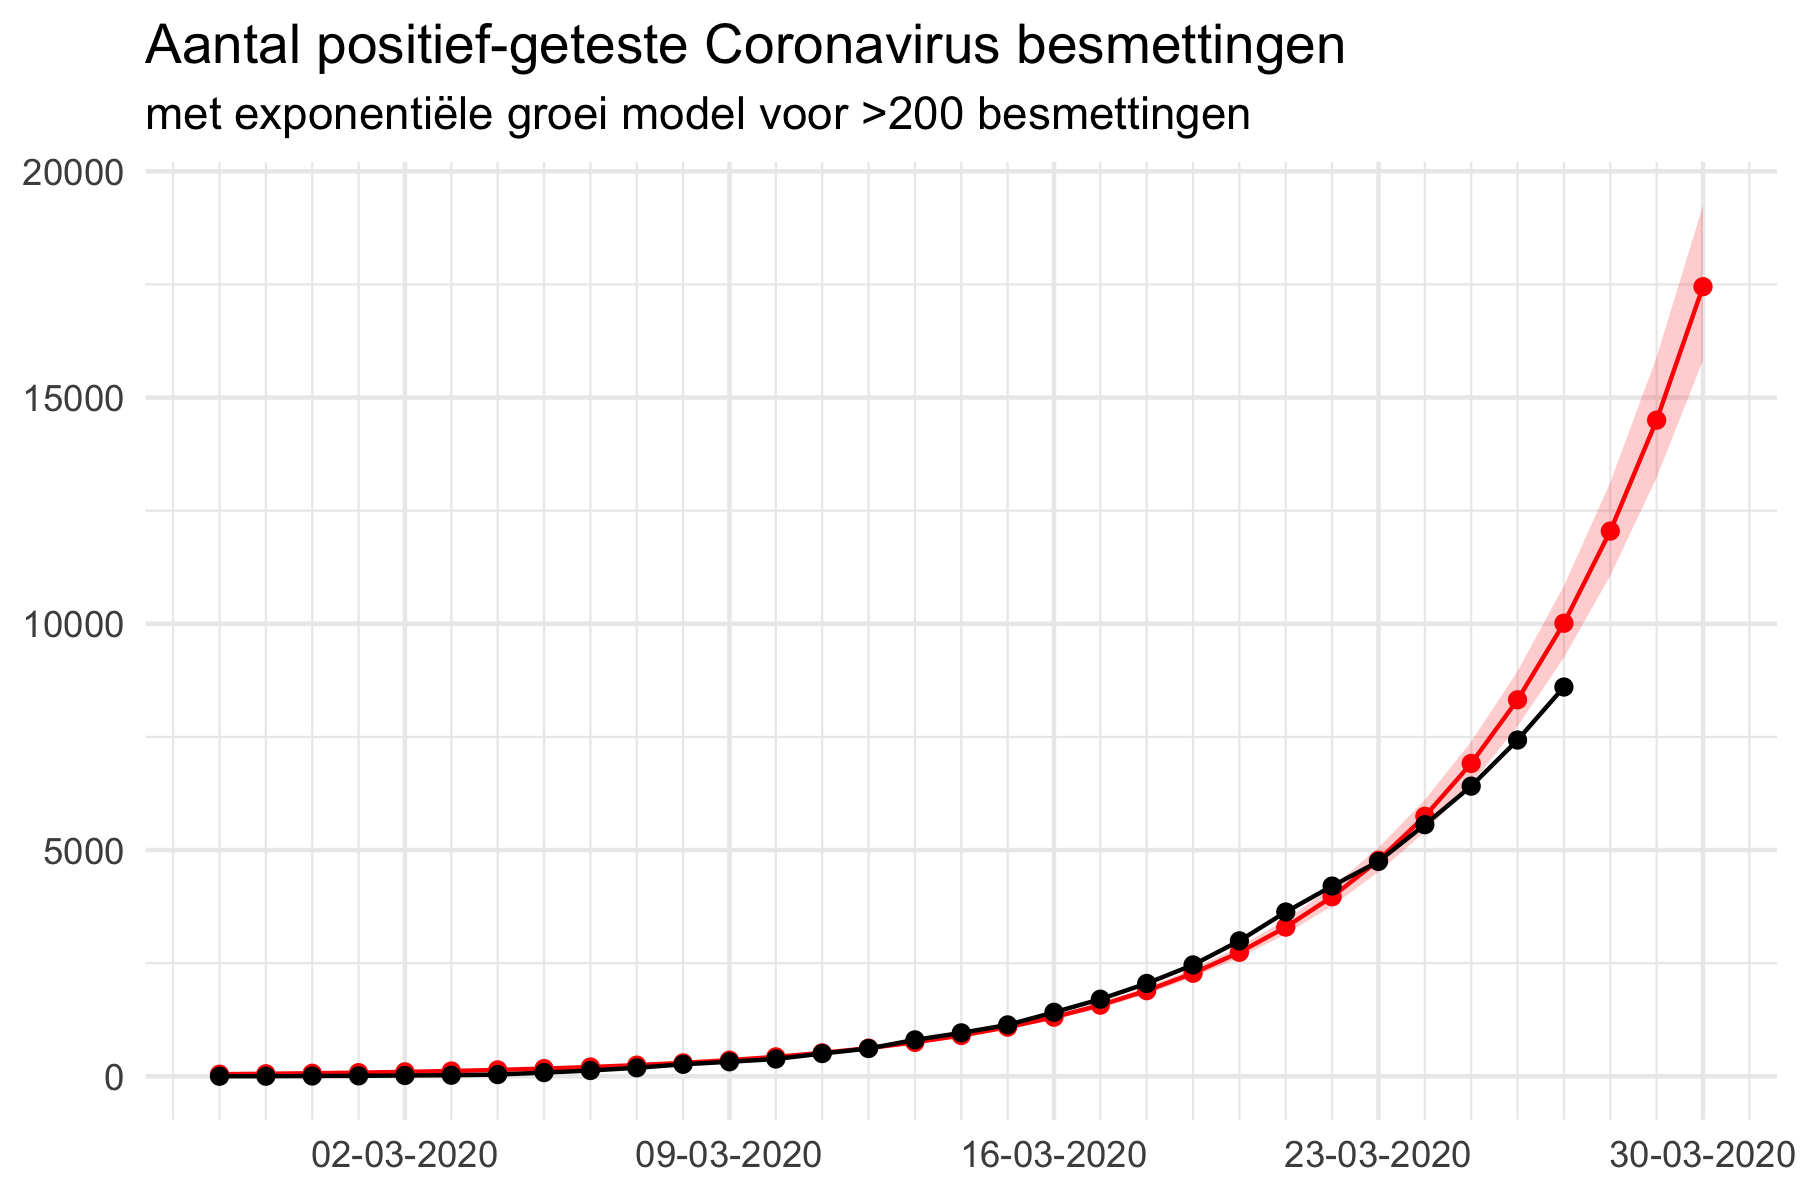 Aantal positief-geteste Coronavirus besmettingen
met exponentiële groei model voor >200 besmettingen
20000
15000
10000
5000
0
02-03-2020 09-03-2020 16-03-2020 23-03-2020 30-03-2020